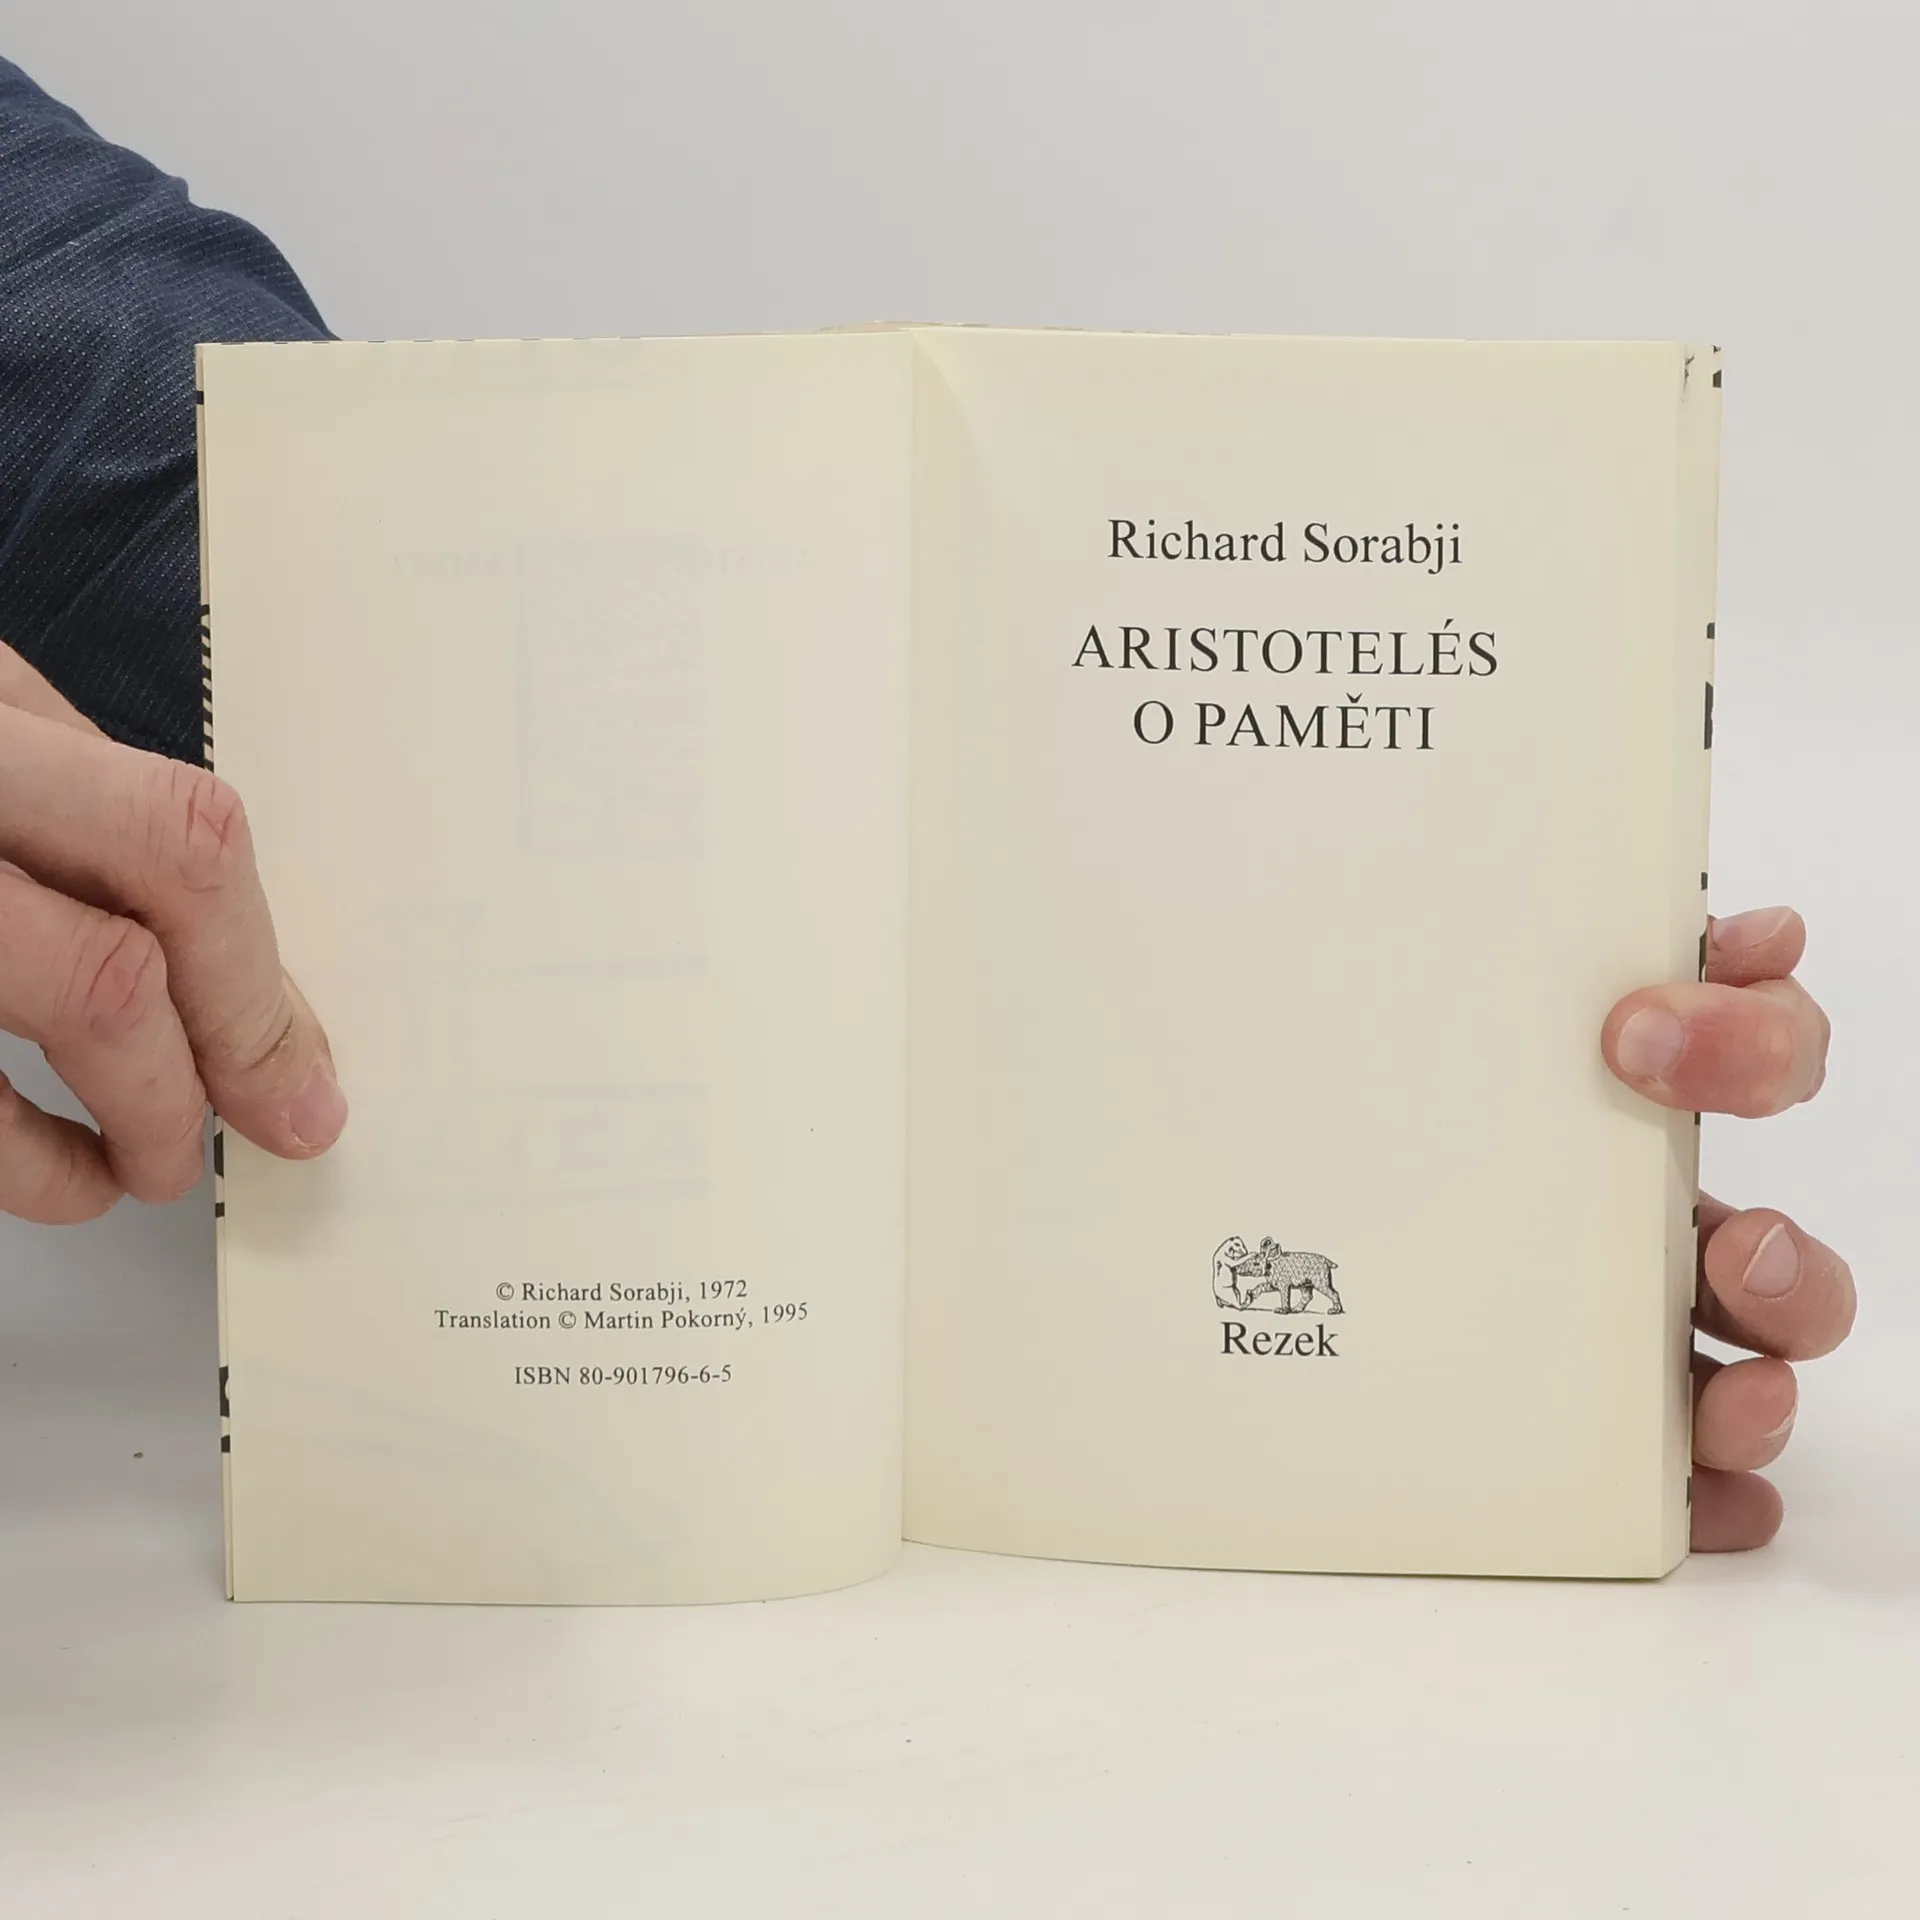 © Richard Sorabji, 1972
Translation © Martin Pokorný, 1995
ISBN 80-901796-6-5
Richard Sorabji
ARISTOTELÉS
O PAMĚTI
Rezek